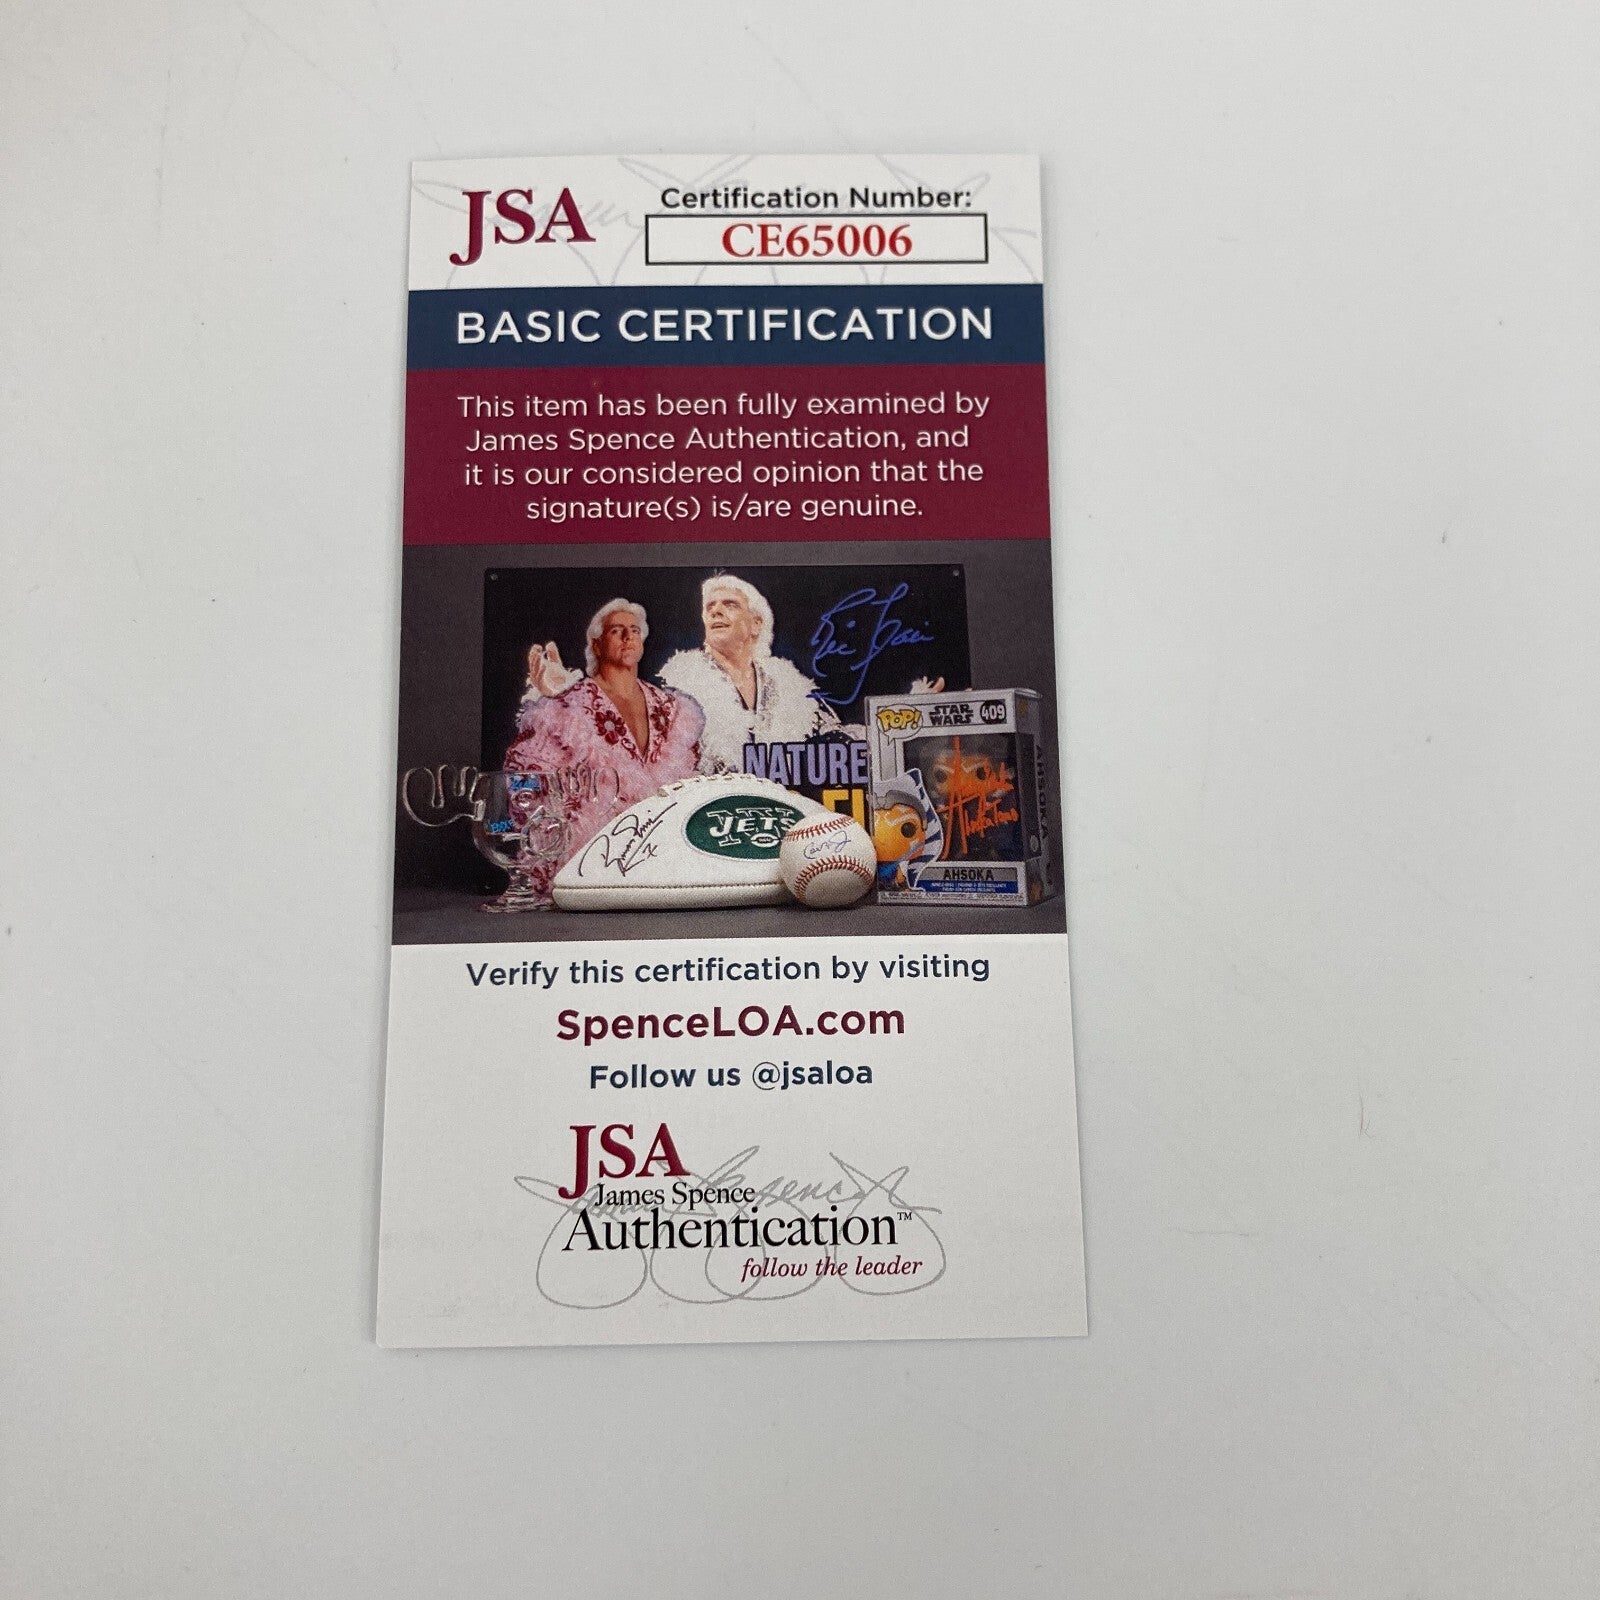 JSA
Certification Number:
CE65006
BASIC CERTIFICATION
This item has been fully examined by
James Spence Authentication, and
it is our considered opinion that the
signature(s) is/are genuine.
NATURE
JETS
POP!
STAR
WARS
409
AHSOKA
AHSOKA
Verify this certification by visiting
SpenceLOA.com
Follow us @jsaloa
JSA
James Spence
Authentication™
follow the leader